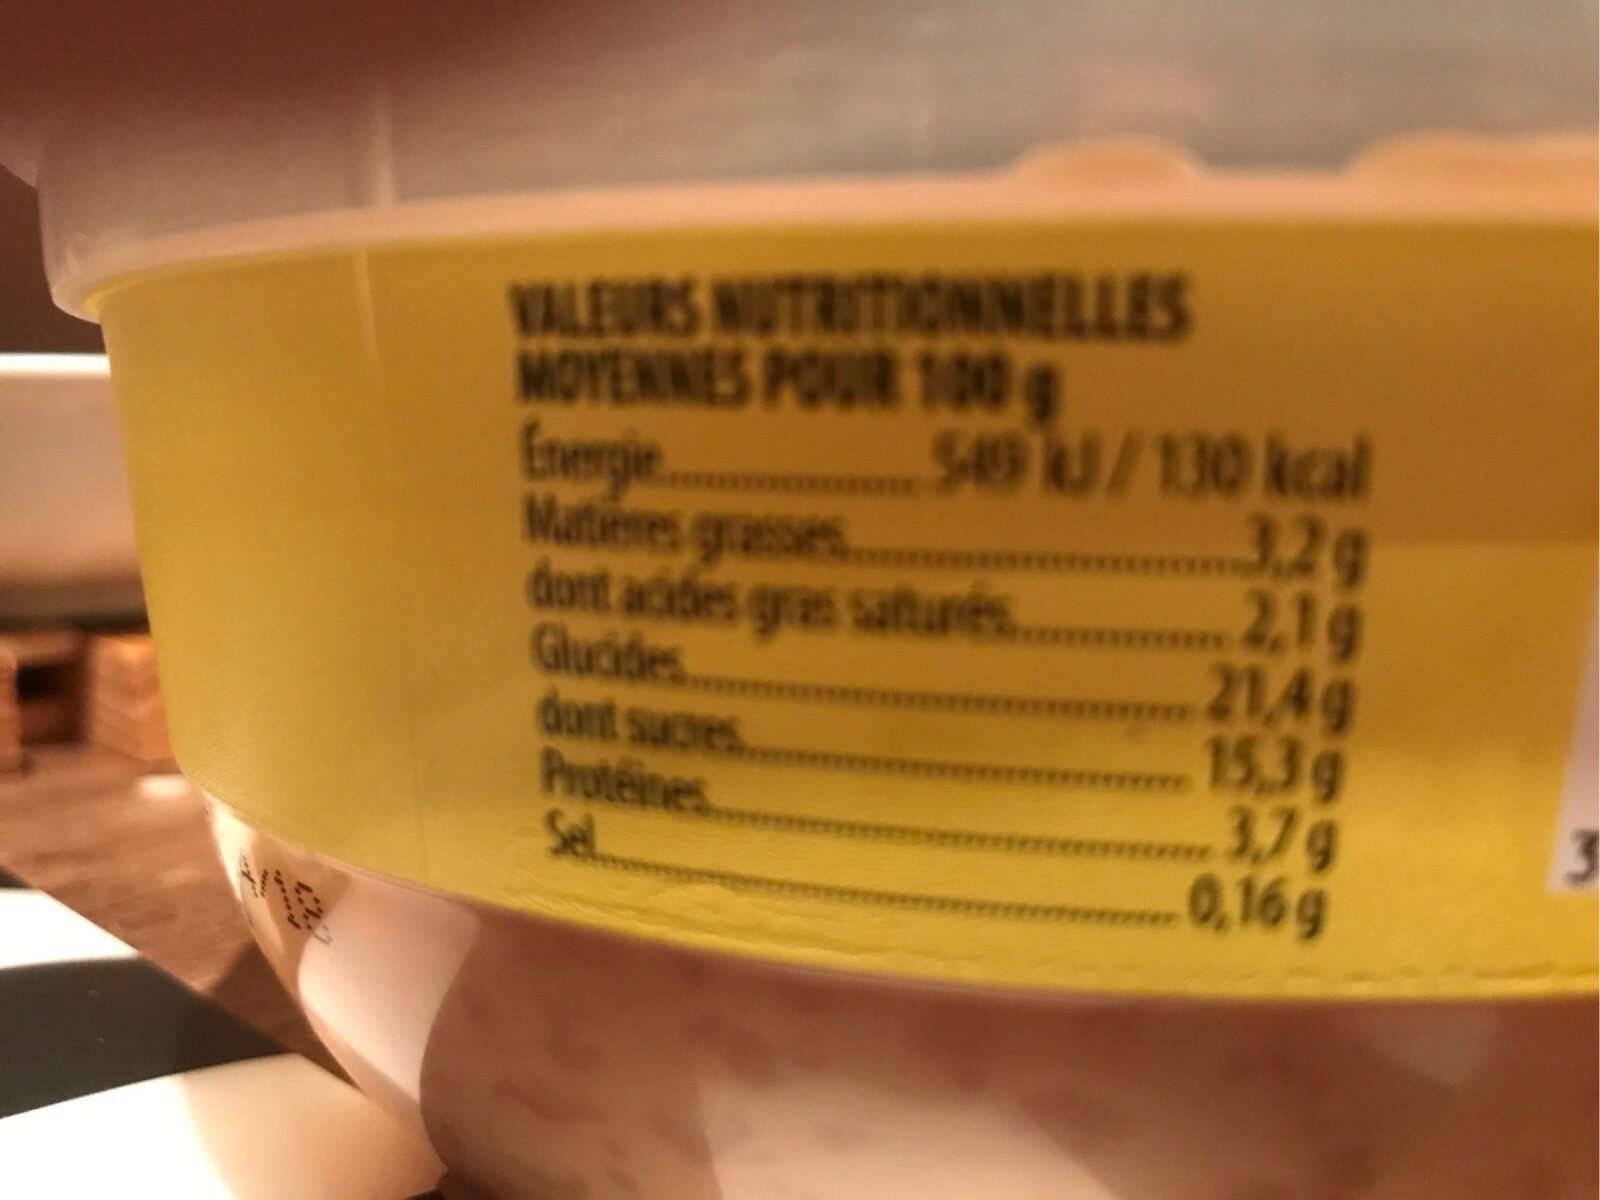 VALEURS NUTRITIONNELLES
MOYENNES POUR 100 g
Énergie.................... 549 kJ / 130 kcal
Matières grasses..............................3,2 g
dont acides gras saturés................ 2,1 g
Glucides....................................... 21,4 g
dont sucres................................. 15,3 g
Protéines...................................... 3,7 g
Sel............................................ 0,16 g